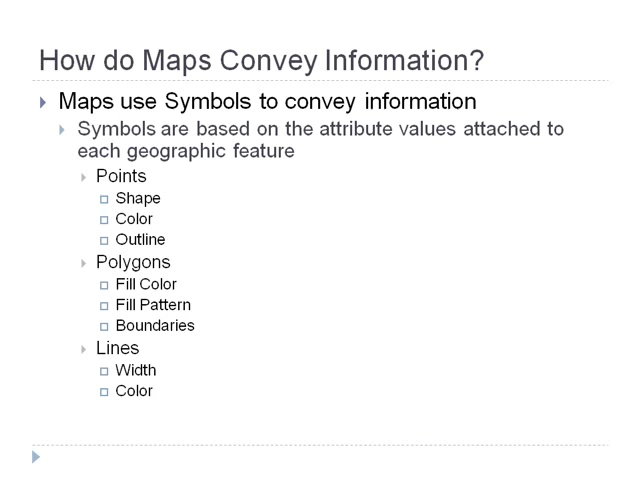 How do Maps Convey Information?
Maps use Symbols to convey information
Symbols are based on the attribute values attached to
each geographic feature
Points
Shape
Color
Outline
Polygons
Fill Color
Fill Pattern
Boundaries
Lines
Width
Color